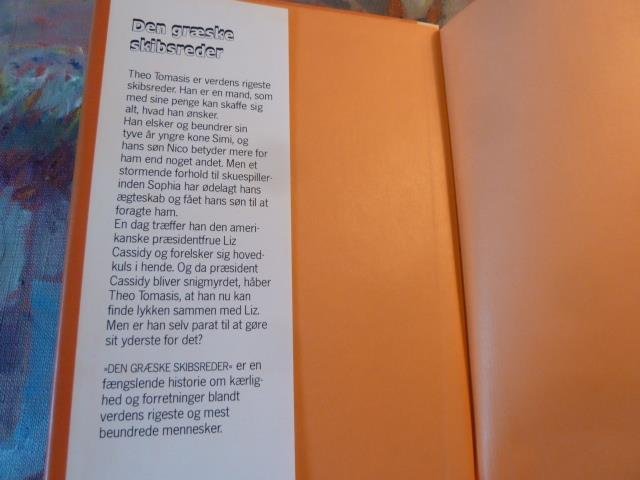 Den græske
skibsreder
Theo Tomasis er verdens rigeste
skibsreder. Han er en mand, som
med sine penge kan skaffe sig
alt, hvad han ønsker.
Han elsker og beundrer sin
tyve år yngre kone Simi, og
hans søn Nico betyder mere for
ham end noget andet. Men et
stormende forhold til skuespiller-
inden Sophia har ødelagt hans
ægteskab og fået hans søn til at
foragte ham.
En dag træffer han den ameri-
kanske præsidentfrue Liz
Cassidy og forelsker sig hoved-
kuls i hende. Og da præsident
Cassidy bliver snigmyrdet, håber
Theo Tomasis, at han nu kan
finde lykken sammen med Liz.
Men er han selv parat til at gøre
sit yderste for det?
»DEN GRÆSKE SKIBSREDER« er en
fængslende historie om kærlig-
hed og forretninger blandt
verdens rigeste og mest
beundrede mennesker.